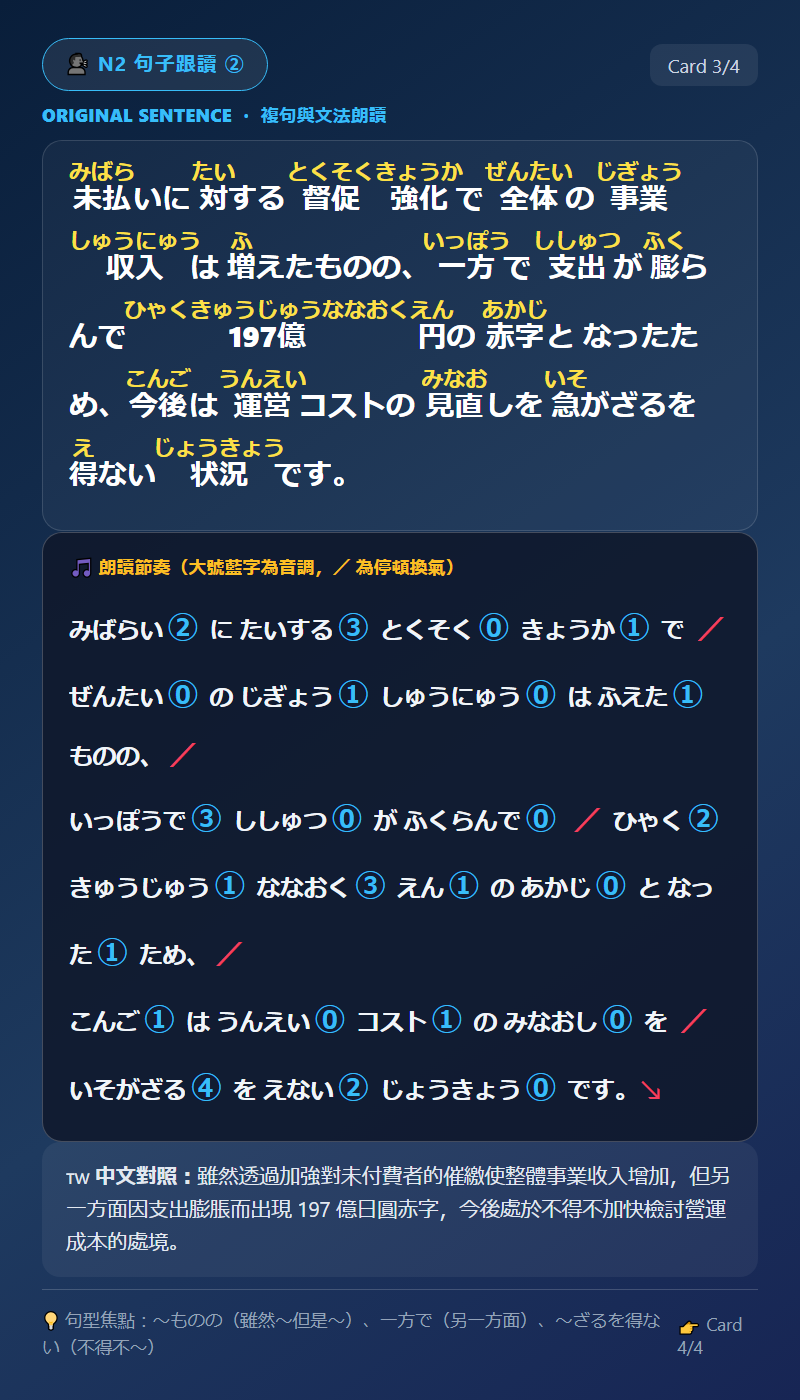 🗣️ N2 句子跟讀 ②
Card 3/4
ORIGINAL SENTENCE · 複句與文法朗讀
みばら たい とくそくきょうか ぜんたい じぎょう
未払いに 対する 督促 強化 で 全体 の 事業
しゅうにゅう ふ いっぽう ししゅつ ふく
収入 は 増えたものの、 一方 で 支出 が 膨ら
ひゃくきゅうじゅうななおくえん あかじ
んで 197億 円の 赤字 と なったた
こんご うんえい みなお いそ
め、今後は 運営 コストの 見直しを 急がざるを
え じょうきょう
得ない 状況 です。
🎵 朗讀節奏（大號藍字為音調，／ 為停頓換氣）
みばらい ② に たいする ③ とくそく ⓪ きょうか ① で ／
ぜんたい ⓪ の じぎょう ① しゅうにゅう ⓪ は ふえた ①
ものの、 ／
いっぽうで ③ ししゅつ ⓪ が ふくらんで ⓪ ／ ひゃく ②
きゅうじゅう ① ななおく ③ えん ① の あかじ ⓪ と なっ
た ① ため、 ／
こんご ① は うんえい ⓪ コスト ① の みなおし ⓪ を ／
いそがざる ④ を えない ② じょうきょう ⓪ です。↘
TW 中文對照：雖然透過加強對未付費者的催繳使整體事業收入增加，但另
一方面因支出膨脹而出現 197 億日圓赤字，今後處於不得不加快檢討營運
成本的處境。
💡 句型焦點：～ものの（雖然～但是～）、一方で（另一方面）、～ざるを得な
い（不得不～）
👉 Card
4/4